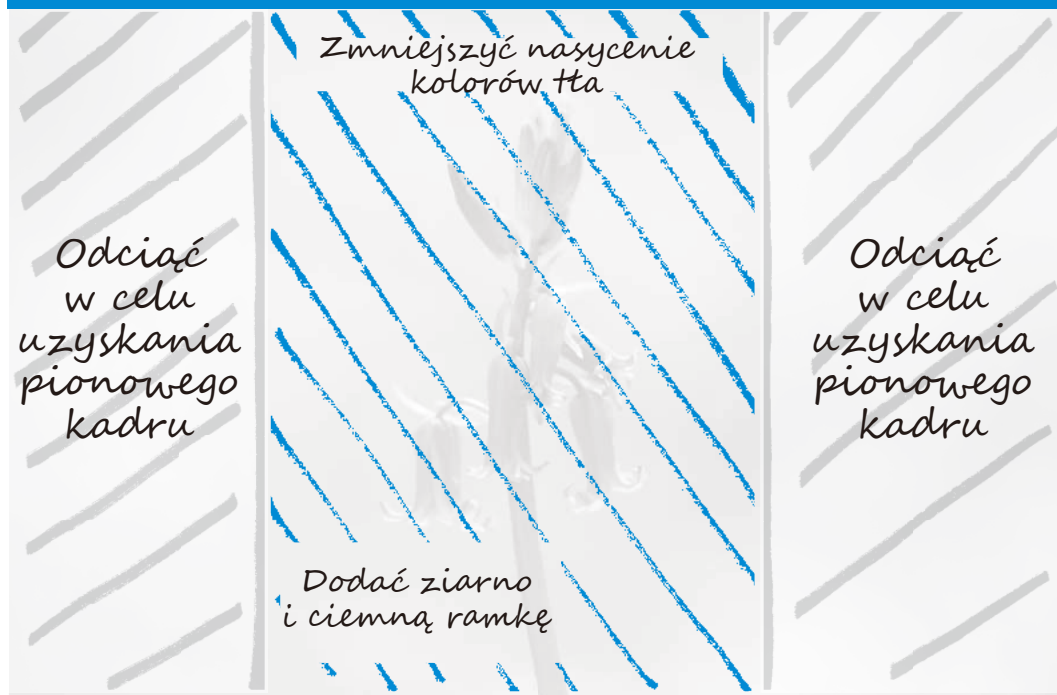 Zmniejszyć nasycenie
kolorów tła
Odciąć
w celu
uzyskania
pionowego
kadru
Odciąć
w celu
uzyskania
pionowego
kadru
Dodać ziarno
i ciemną ramkę